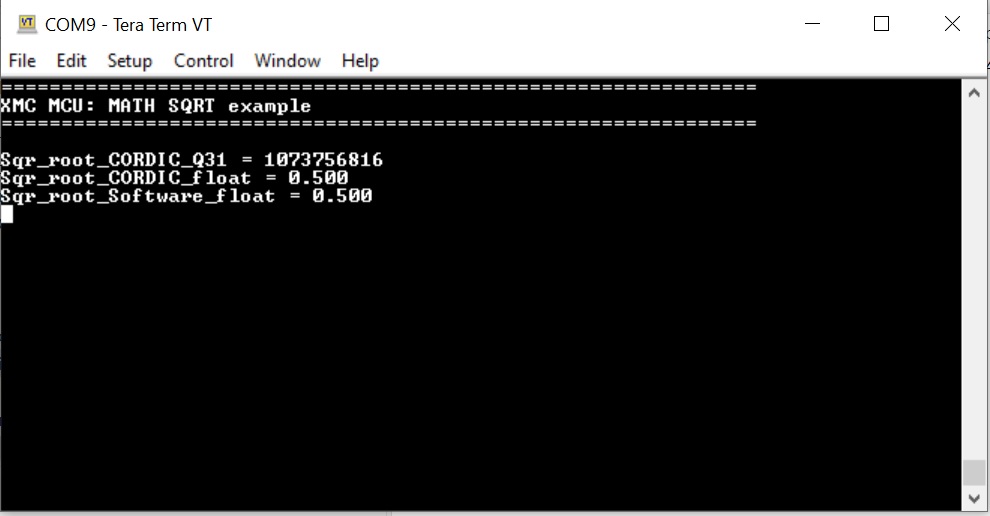 COM9 - Tera Term VT
File Edit Setup Control Window Help
===============================================================
XMC MCU: MATH SQRT example
===============================================================
Sqr_root_CORDIC_Q31 = 1073756816
Sqr_root_CORDIC_float = 0.500
Sqr_root_Software_float = 0.500